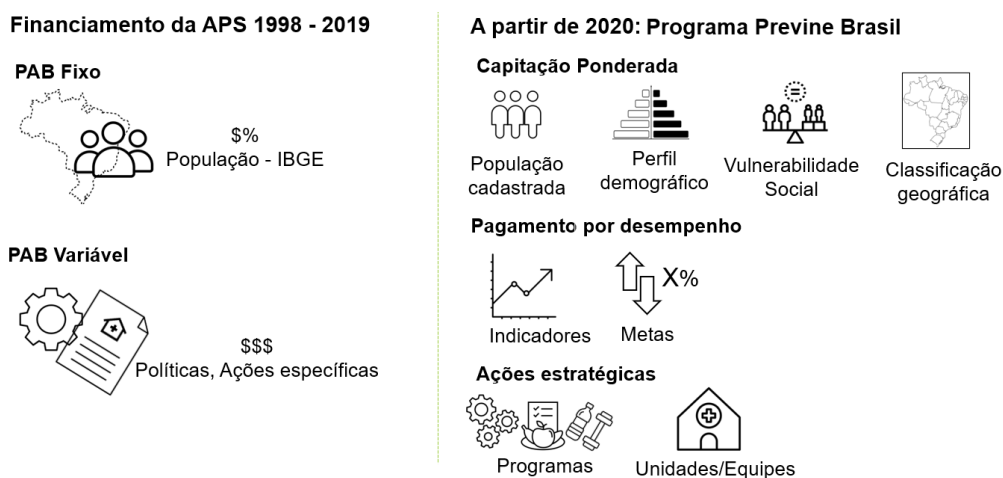 Financiamento da APS 1998 - 2019
PAB Fixo
$%
População - IBGE
PAB Variável
$$$
Políticas, Ações específicas
A partir de 2020: Programa Previne Brasil
Capitação Ponderada
População
cadastrada
Perfil
demográfico
Vulnerabilidade
Social
Classificação
geográfica
Pagamento por desempenho
Indicadores
X%
Metas
Ações estratégicas
Programas
Unidades/Equipes